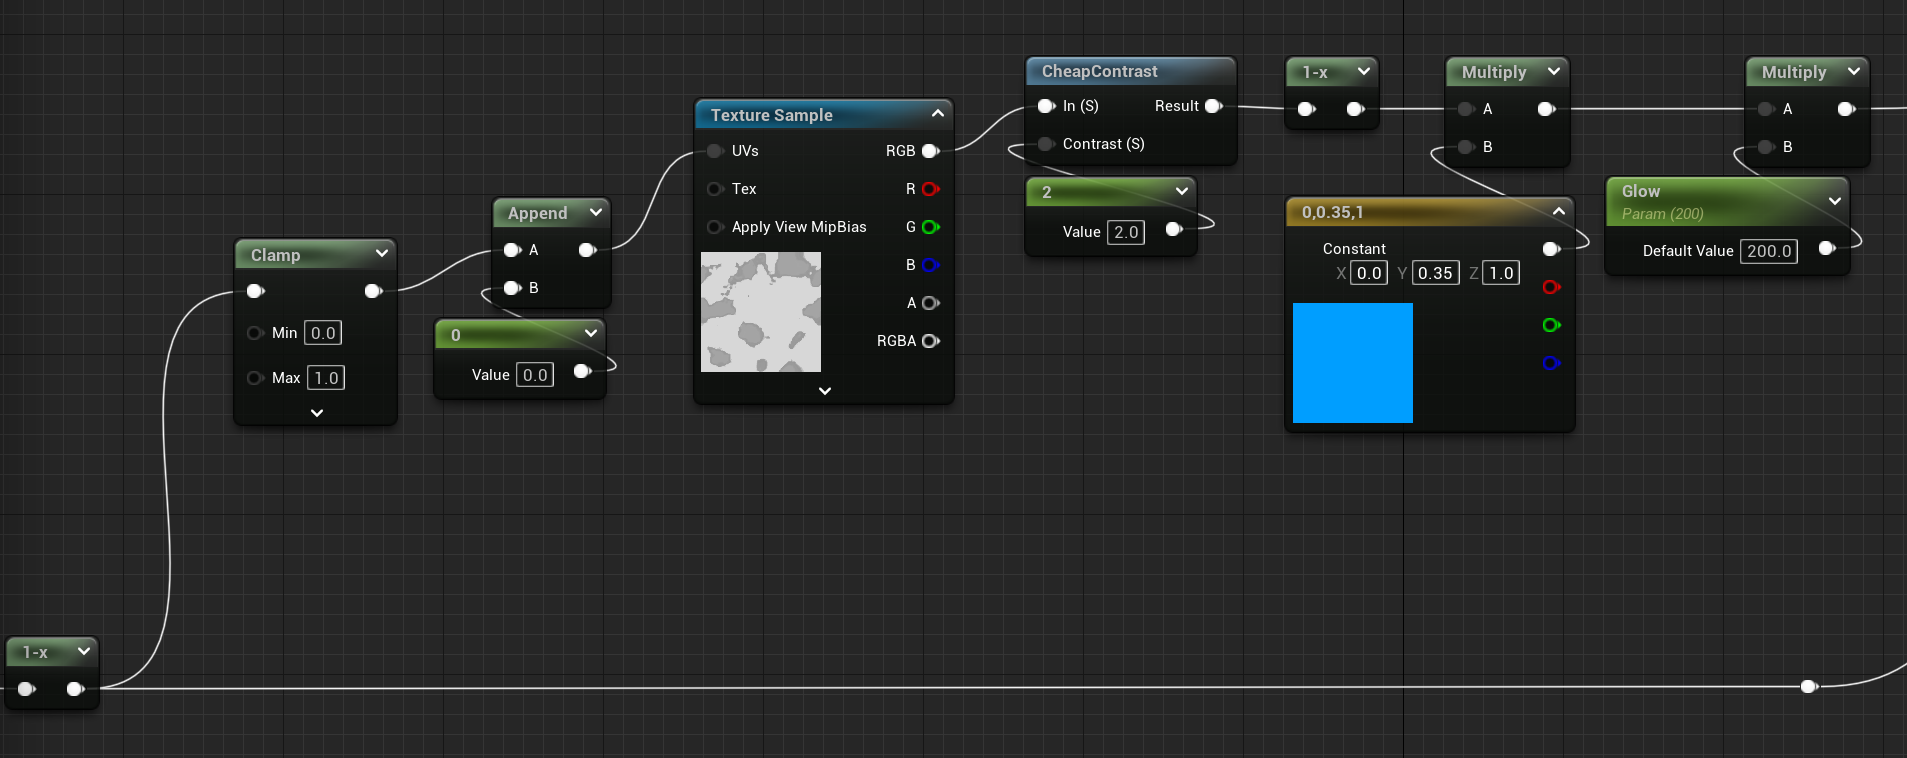 Clamp
Min 0.0
Max 1.0
Append
A
B
0
Value 0.0
Texture Sample
UVs RGB
Tex R
Apply View MipBias G
B
A
RGBA
CheapContrast
In (S) Result
Contrast (S)
2
Value 2.0
1-x
Multiply
A
B
0,0.35,1
Constant
X 0.0 Y 0.35 Z 1.0
Multiply
A
B
Glow
Param (200)
Default Value 200.0
1-x